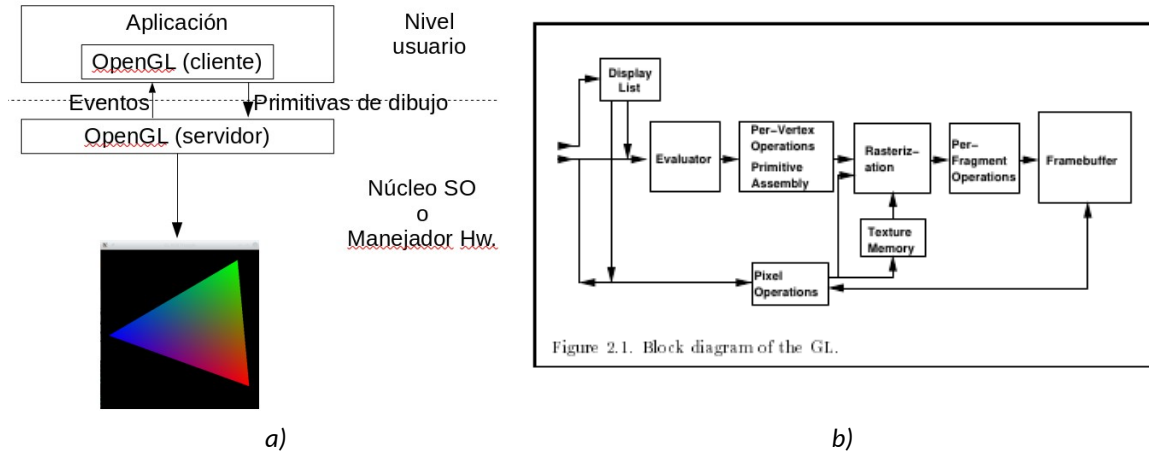 Aplicación
Nivel
usuario
OpenGL (cliente)
Eventos
Primitivas de dibujo
OpenGL (servidor)
Núcleo SO
o
Manejador Hw.
a)
Display
List
Evaluator
Per-Vertex
Operations
Primitive
Assembly
Rasteriz-
ation
Per-
Fragment
Operations
Framebuffer
Texture
Memory
Pixel
Operations
Figure 2.1. Block diagram of the GL.
b)